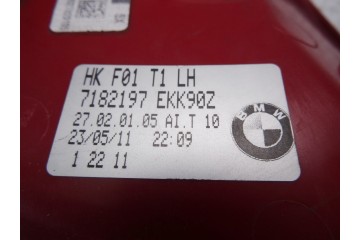 HK F01 T1 LH
7182197 EKK90Z
27.02.01.05 AI.T 10
23/05/11 22:09
1 22 11
BMW